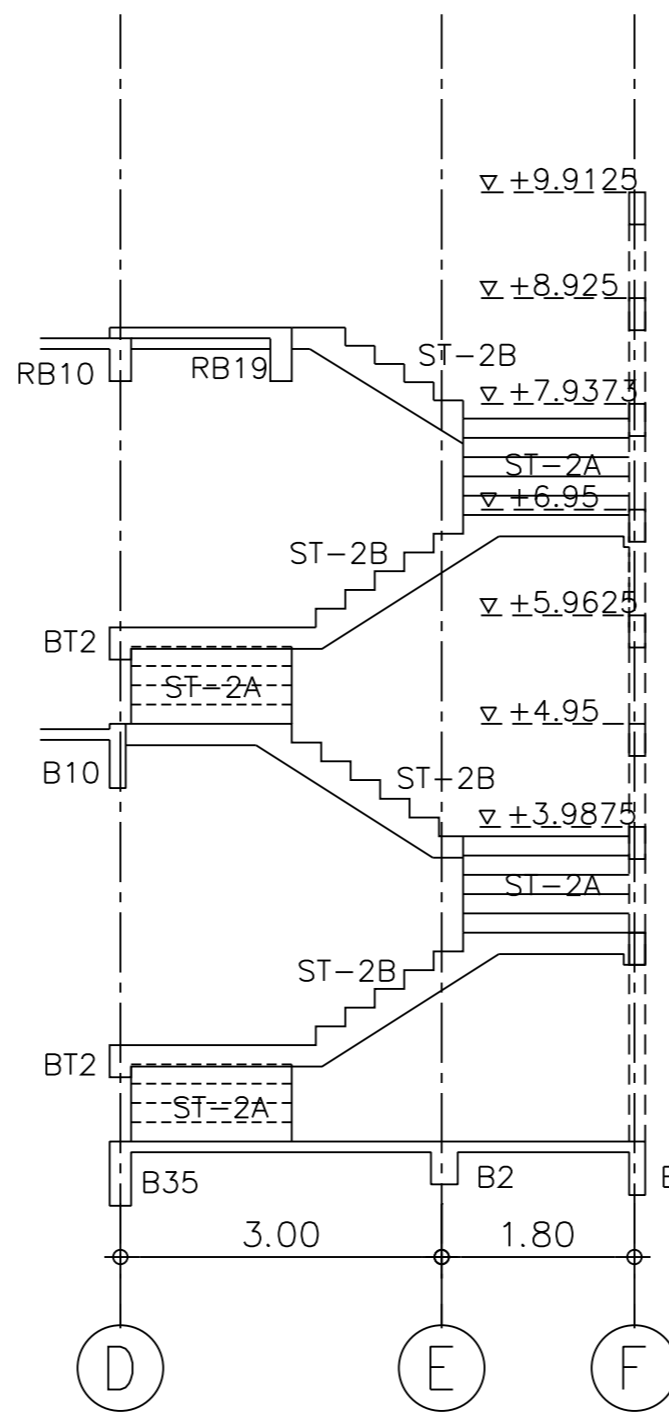 ▽ +9.9125
▽ +8.925
ST-2B
RB10
RB19
▽ +7.9373
ST-2A
▽ +6.95
ST-2B
▽ +5.9625
BT2
ST-2A
▽ +4.95
B10
ST-2B
▽ +3.9875
ST-2A
ST-2B
BT2
ST-2A
B35
B2
3.00
1.80
D
E
F